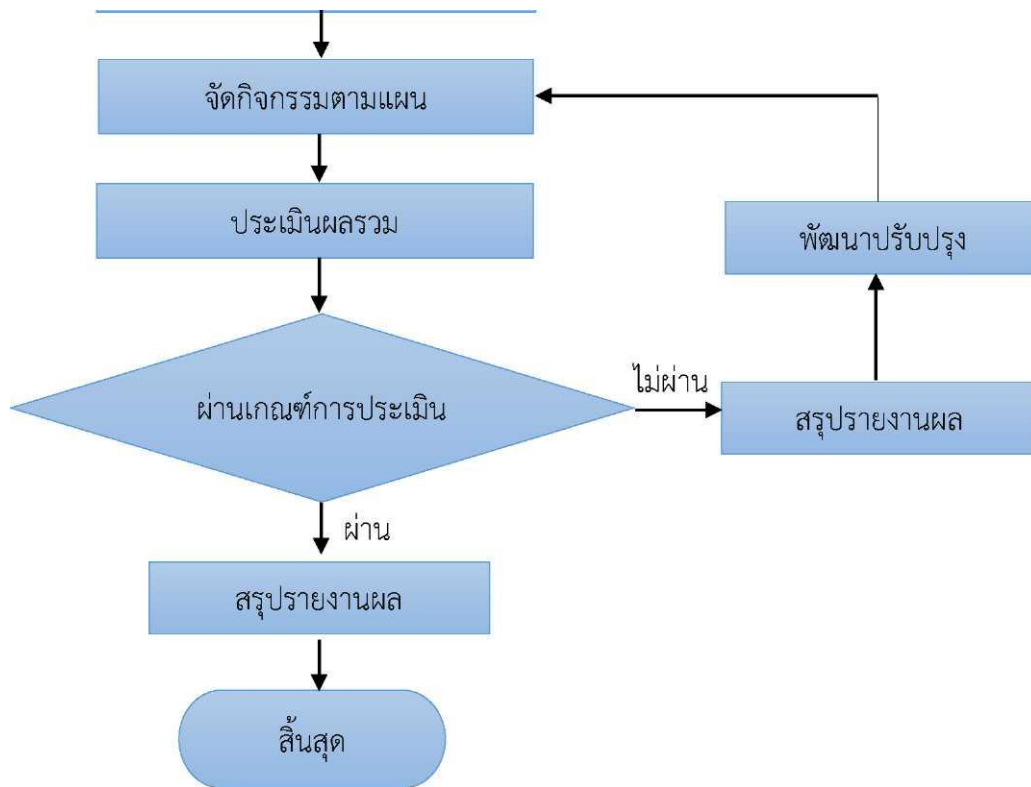 จัดกิจกรรมตามแผน
ประเมินผลรวม
พัฒนาปรับปรุง
ผ่านเกณฑ์การประเมิน
ไม่ผ่าน
สรุปรายงานผล
ผ่าน
สรุปรายงานผล
สิ้นสุด